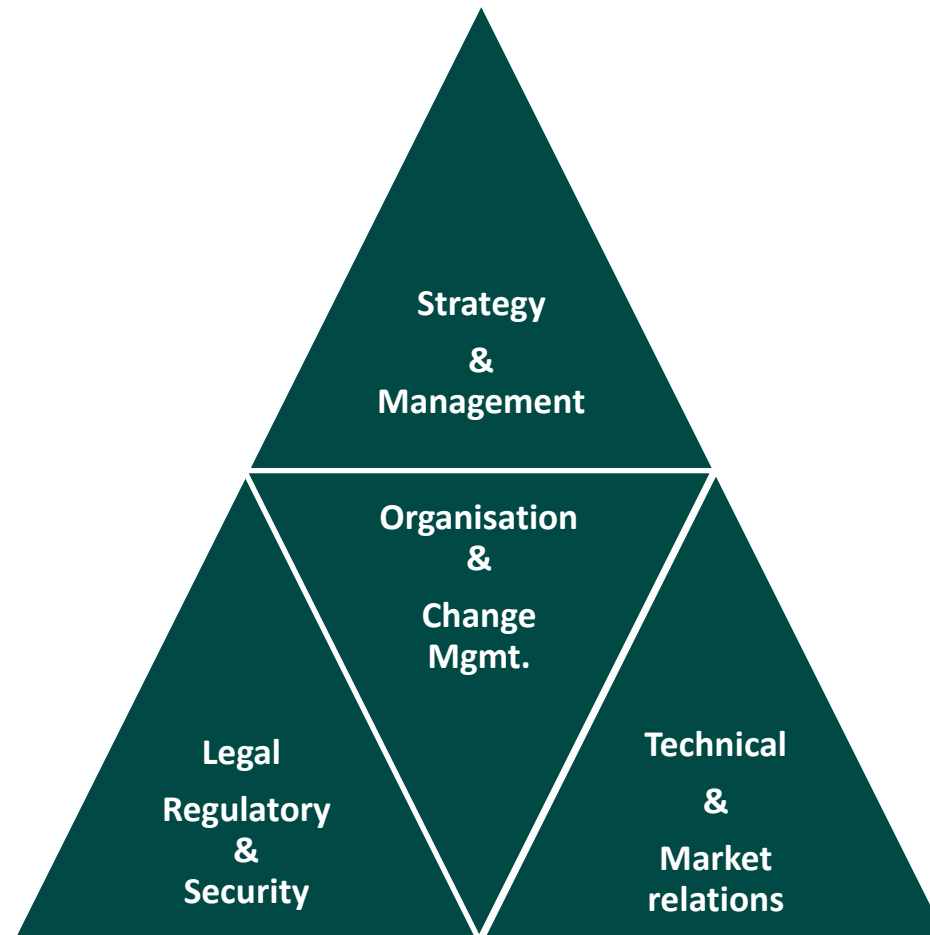 Strategy
&
Management
Organisation
&
Change
Mgmt.
Legal
Regulatory
&
Security
Technical
&
Market
relations